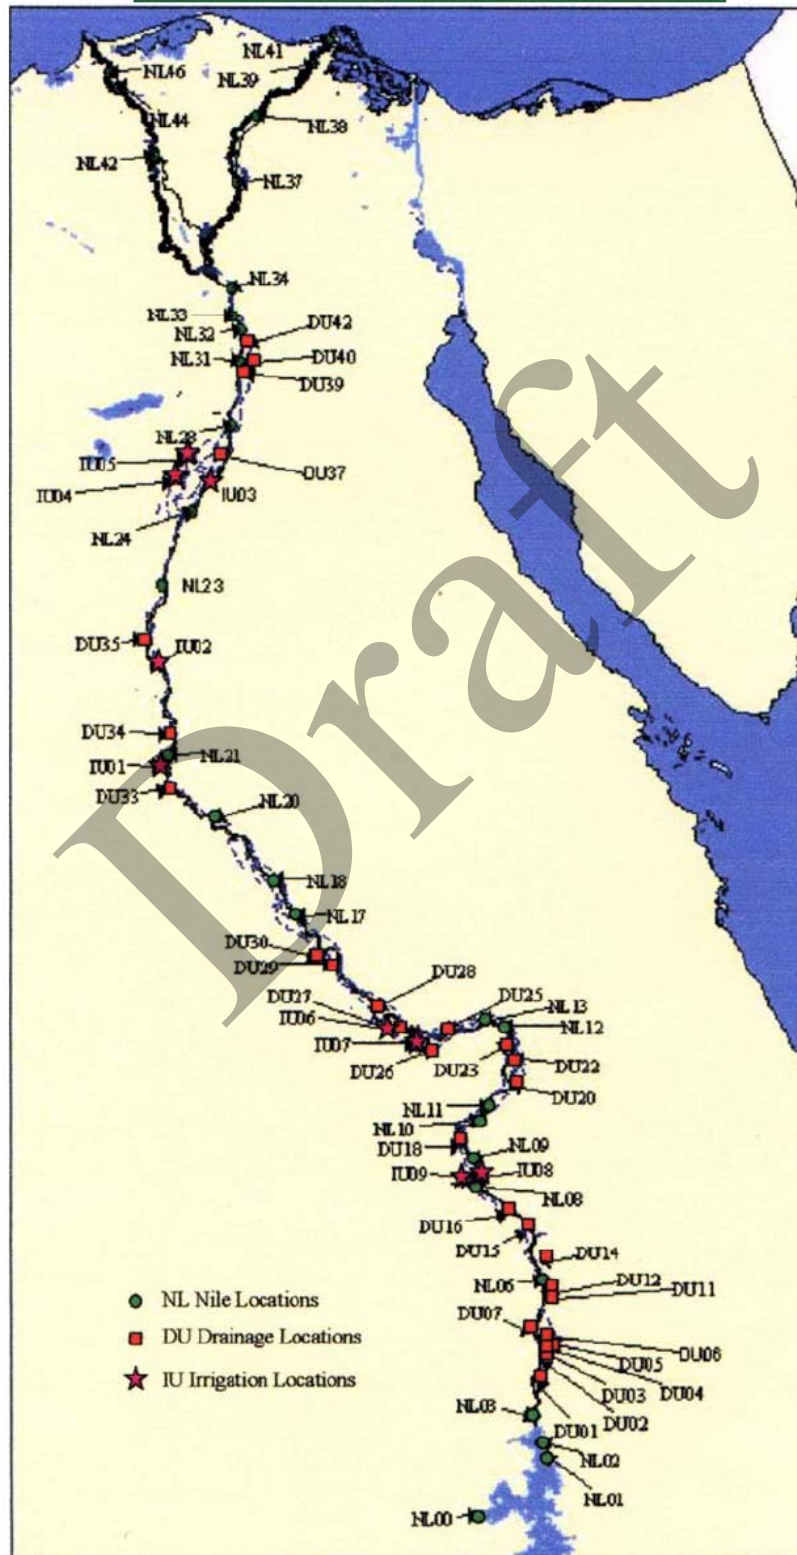 NL41
NL46
NL39
NL44
NL38
NL42
NL37
NL34
NL33
NL32
DU42
NL31
DU40
DU39
NL28
IU05
DU37
IU04
IU03
NL24
NL23
DU35
IU02
DU34
NL21
IU01
DU33
NL20
NL18
NL17
DU30
DU29
DU28
DU27
DU25
NL13
IU06
NL12
IU07
DU26
DU23
DU22
DU20
NL11
NL10
DU18
NL09
IU09
IU08
NL08
DU16
DU15
DU14
NL06
DU12
DU11
DU07
DU06
DU05
DU04
DU03
DU02
NL03
DU01
NL02
NL01
NL00
NL Nile Locations
DU Drainage Locations
IU Irrigation Locations
Draft